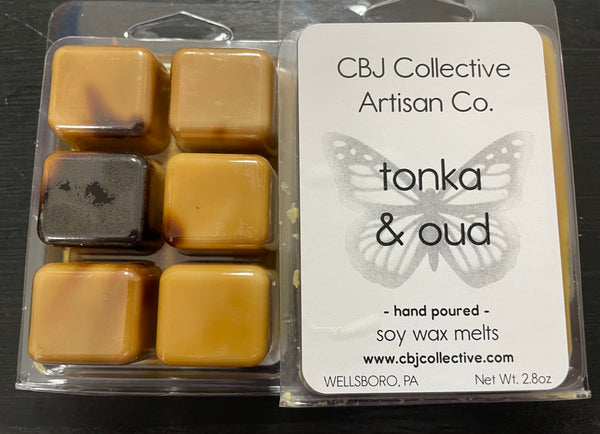 CBJ Collective
Artisan Co.
tonka
& oud
- hand poured -
soy wax melts
www.cbjcollective.com
WELLSBORO, PA Net Wt. 2.8oz